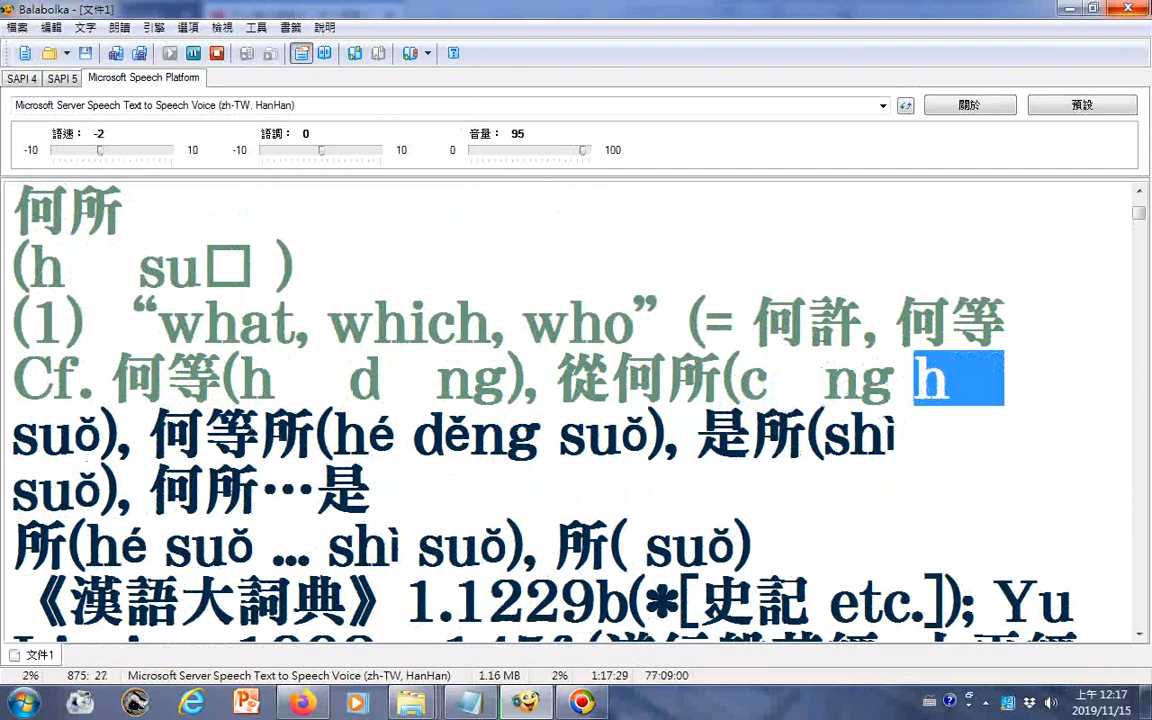 Balabolka - [文件1]
檔案 編輯 文字 朗讀 引擎 選項 檢視 工具 書籤 說明
SAPI 4 SAPI 5 Microsoft Speech Platform
Microsoft Server Speech Text to Speech Voice (zh-TW, HanHan) 關於 預設
語速： -2 語調： 0 音量： 95
-10 10 -10 10 0 100
何所
(h su□ )
(1) “what, which, who” (= 何許, 何等
Cf. 何等(h d ng), 從何所(c ng h
suǒ), 何等所(hé děng suǒ), 是所(shì
suǒ), 何所…是
所(hé suǒ ... shì suǒ), 所( suǒ)
《漢語大詞典》 1.1229b(*[史記 etc.]); Yu
文件1
2% 875: 22 Microsoft Server Speech Text to Speech Voice (zh-TW, HanHan) 1.16 MB 2% 1:17:29 77:09:00
上午 12:17
2019/11/15